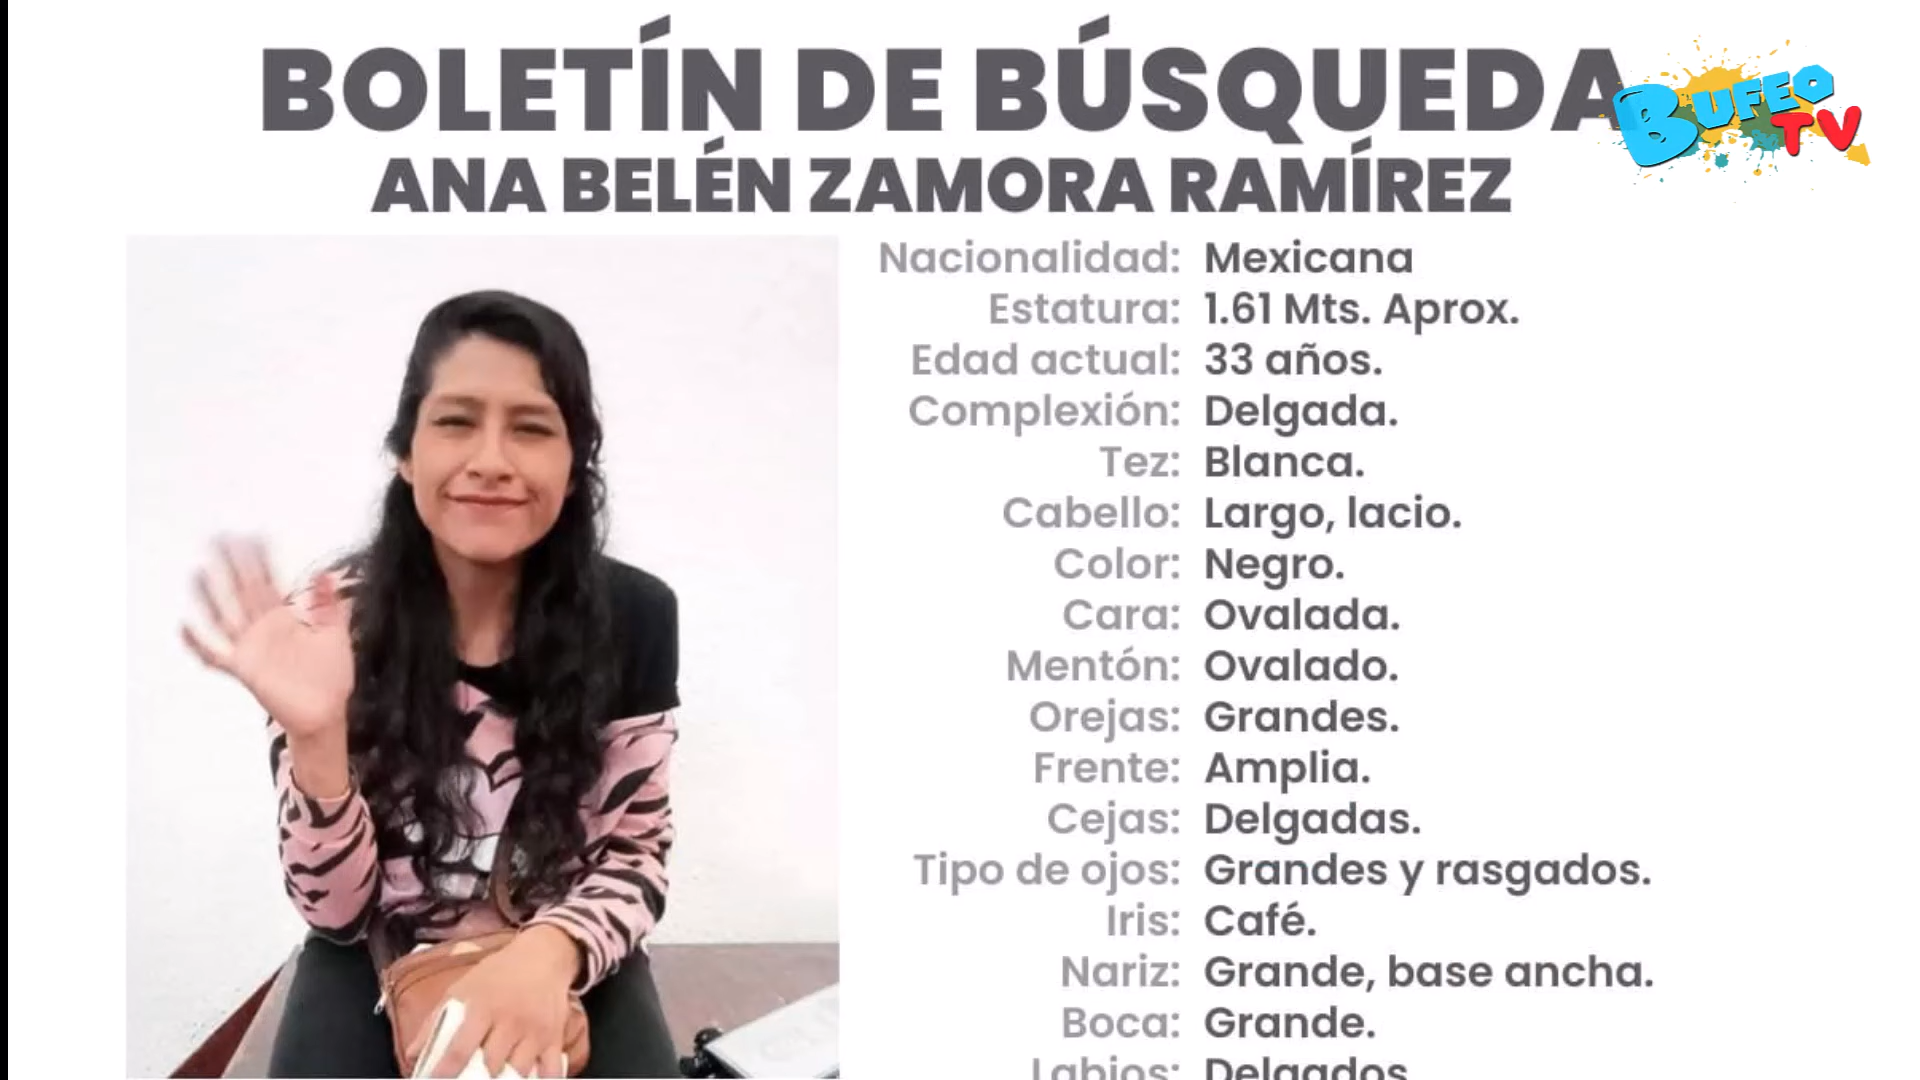 BOLETÍN DE BÚSQUEDA
BUFEO
TV
ANA BELÉN ZAMORA RAMÍREZ
Nacionalidad: Mexicana
Estatura: 1.61 Mts. Aprox.
Edad actual: 33 años.
Complexión: Delgada.
Tez: Blanca.
Cabello: Largo, lacio.
Color: Negro.
Cara: Ovalada.
Mentón: Ovalado.
Orejas: Grandes.
Frente: Amplia.
Cejas: Delgadas.
Tipo de ojos: Grandes y rasgados.
Iris: Café.
Nariz: Grande, base ancha.
Boca: Grande.
Labios: Delgados